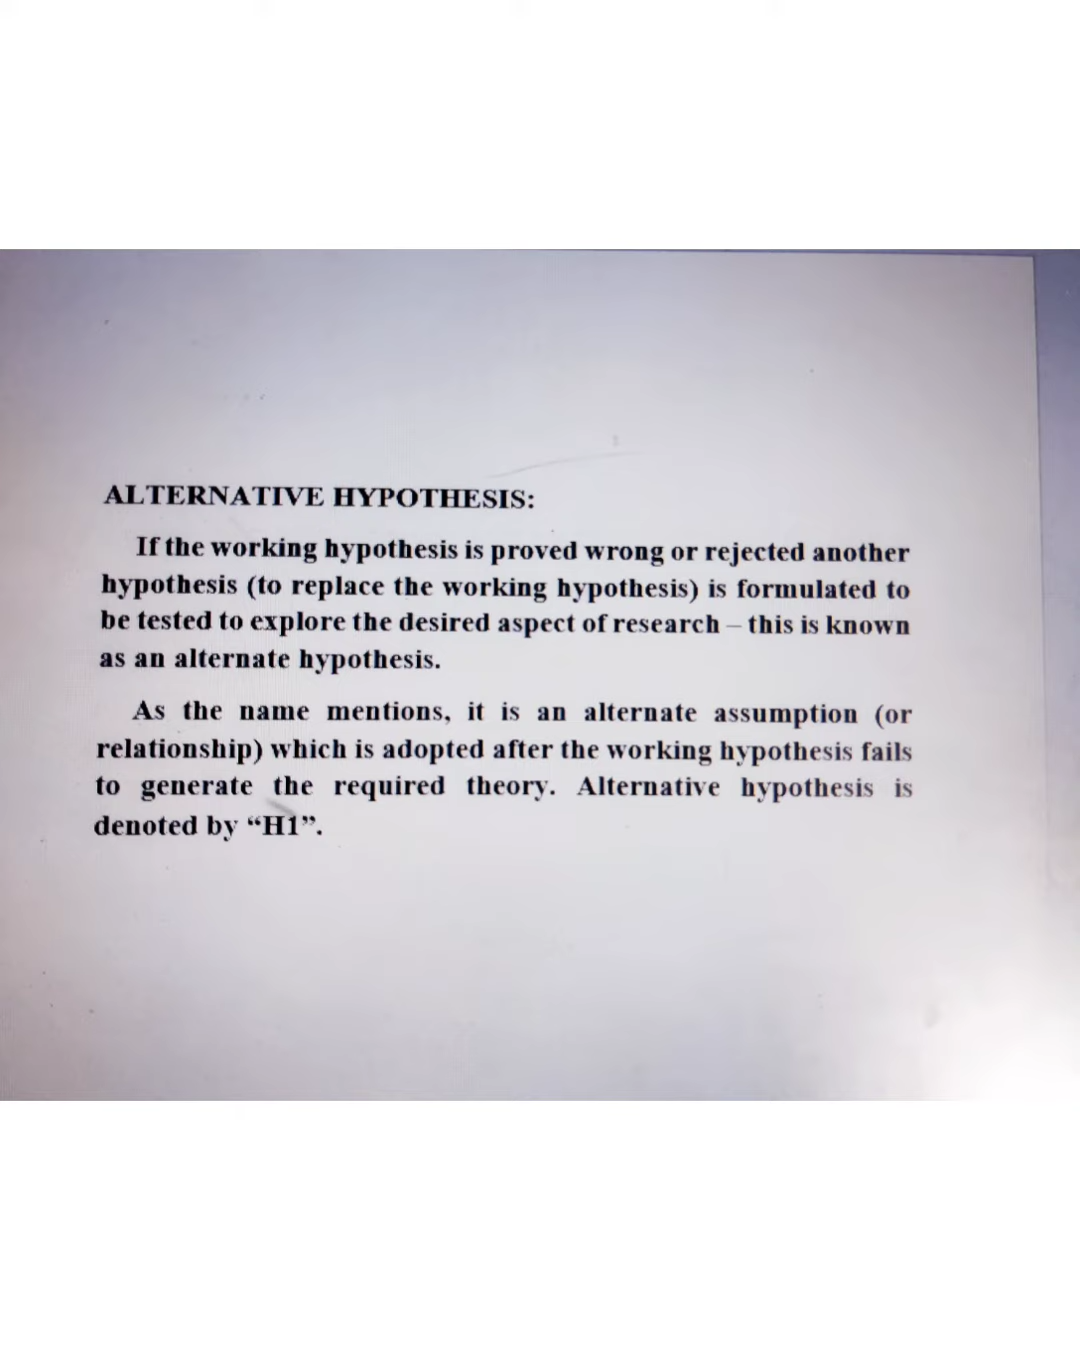 ALTERNATIVE HYPOTHESIS:
If the working hypothesis is proved wrong or rejected another
hypothesis (to replace the working hypothesis) is formulated to
be tested to explore the desired aspect of research – this is known
as an alternate hypothesis.
As the name mentions, it is an alternate assumption (or
relationship) which is adopted after the working hypothesis fails
to generate the required theory. Alternative hypothesis is
denoted by “H1”.